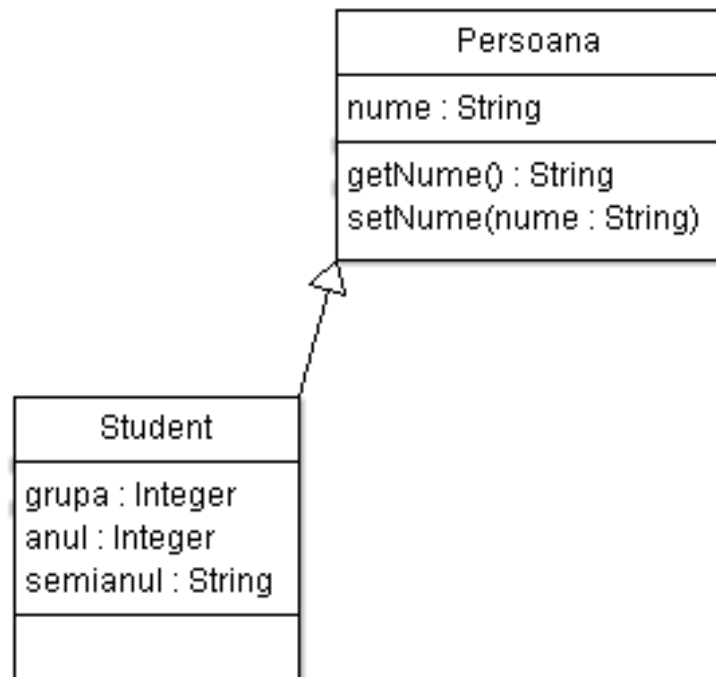 Persoana
nume : String
getNume() : String
setNume(nume : String)
Student
grupa : Integer
anul : Integer
semianul : String